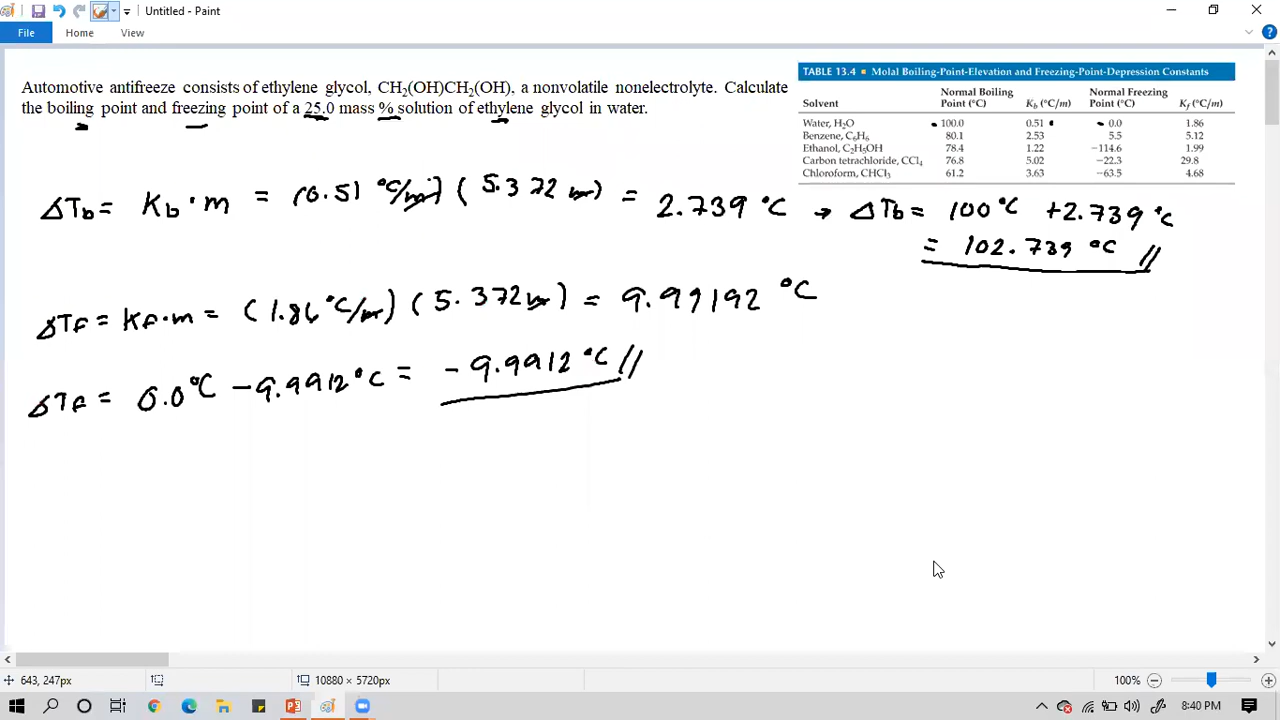 Untitled - Paint
File Home View
Automotive antifreeze consists of ethylene glycol, CH₂(OH)CH₂(OH), a nonvolatile nonelectrolyte. Calculate
the boiling point and freezing point of a 25.0 mass % solution of ethylene glycol in water.
TABLE 13.4 ■ Molal Boiling-Point-Elevation and Freezing-Point-Depression Constants
Solvent Normal Boiling Point (°C) Kb (°C/m) Normal Freezing Point (°C) Kf (°C/m)
Water, H₂O 100.0 0.51 0.0 1.86
Benzene, C₆H₆ 80.1 2.53 5.5 5.12
Ethanol, C₂H₅OH 78.4 1.22 −114.6 1.99
Carbon tetrachloride, CCl₄ 76.8 5.02 −22.3 29.8
Chloroform, CHCl₃ 61.2 3.63 −63.5 4.68
ΔTb = Kb · m = (0.51 °C/m) (5.372 m) = 2.739 °C → ΔTb = 100 °C + 2.739 °C
= 102.739 °C //
ΔTf = Kf · m = (1.86 °C/m) (5.372 m) = 9.99192 °C
ΔTf = 0.0 °C − 9.9912 °C = − 9.9912 °C //
643, 247px 10880 × 5720px 100%
8:40 PM